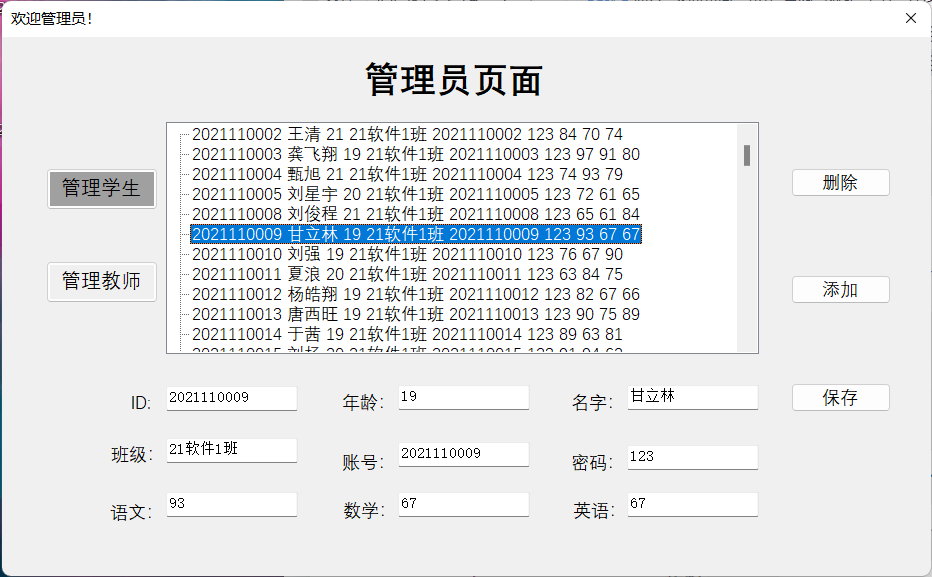 欢迎管理员！
管理员页面
管理学生
管理教师
2021110002 王清 21 21软件1班 2021110002 123 84 70 74
2021110003 龚飞翔 19 21软件1班 2021110003 123 97 91 80
2021110004 甄旭 21 21软件1班 2021110004 123 74 93 79
2021110005 刘星宇 20 21软件1班 2021110005 123 72 61 65
2021110008 刘俊程 21 21软件1班 2021110008 123 65 61 84
2021110009 甘立林 19 21软件1班 2021110009 123 93 67 67
2021110010 刘强 19 21软件1班 2021110010 123 76 67 90
2021110011 夏浪 20 21软件1班 2021110011 123 63 84 75
2021110012 杨皓翔 19 21软件1班 2021110012 123 82 67 66
2021110013 唐西旺 19 21软件1班 2021110013 123 90 75 89
2021110014 于茜 19 21软件1班 2021110014 123 89 63 81
删除
添加
保存
ID: 2021110009 年龄: 19 名字: 甘立林
班级: 21软件1班 账号: 2021110009 密码: 123
语文: 93 数学: 67 英语: 67